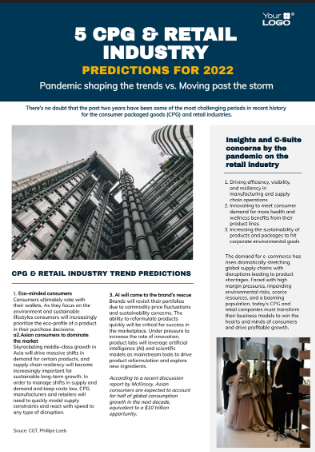 Your
LOGO
5 CPG & RETAIL
INDUSTRY
PREDICTIONS FOR 2022
Pandemic shaping the trends vs. Moving past the storm
There's no doubt that the past two years have been some of the most challenging periods in recent history
for the consumer packaged goods (CPG) and retail industries.
CPG & RETAIL INDUSTRY TREND PREDICTIONS
1. Eco-minded consumers
Consumers ultimately vote
with their wallets. As they focus on the
environment and sustainable
lifestyles consumers will increasingly
prioritize the eco-profile of a product
in their purchase decisions.
2. Asian consumers to dominate
the market
Skyrocketing middle-class growth in
Asia will drive massive shifts in
demand for certain products, and
supply chain resiliency will become
increasingly important for
sustainable long-term growth. In
order to manage shifts in supply and
demand and keep costs low, CPG
manufacturers and retailers will
need to quickly model supply
constraints and react with speed to
any type of disruption.
3. AI will come to the brand's rescue
Brands will revisit their portfolios
due to commodity price fluctuations
and sustainability concerns. The
ability to reformulate products
quickly will be critical for success in
the marketplace. Under pressure to
increase the rate of innovation,
product labs will leverage artificial
intelligence (AI) and scientific
models as mainstream tools to drive
product reformulation and explore
new ingredients.
According to a recent discussion
report by McKinsey, Asian
consumers are expected to account
for half of global consumption
growth in the next decade,
equivalent to a $10 trillion
opportunity.
Insights and C-Suite
concerns by the
pandemic on the
retail industry
1. Driving efficiency, visibility,
and resiliency in
manufacturing and supply
chain operations
2. Innovating to meet consumer
demand for more health and
wellness benefits from their
product lines
3. Increasing the sustainability of
products and packages to hit
corporate environmental goals
The demand for e-commerce has
been dramatically stretching
global supply chains with
disruptions leading to product
shortages. Faced with high
margin pressures, impending
environmental risks, scarce
resources, and a booming
population, today's CPG and
retail companies must transform
their business models to win the
hearts and minds of consumers
and drive profitable growth.
Souce: CGT, Phillipe Loeb